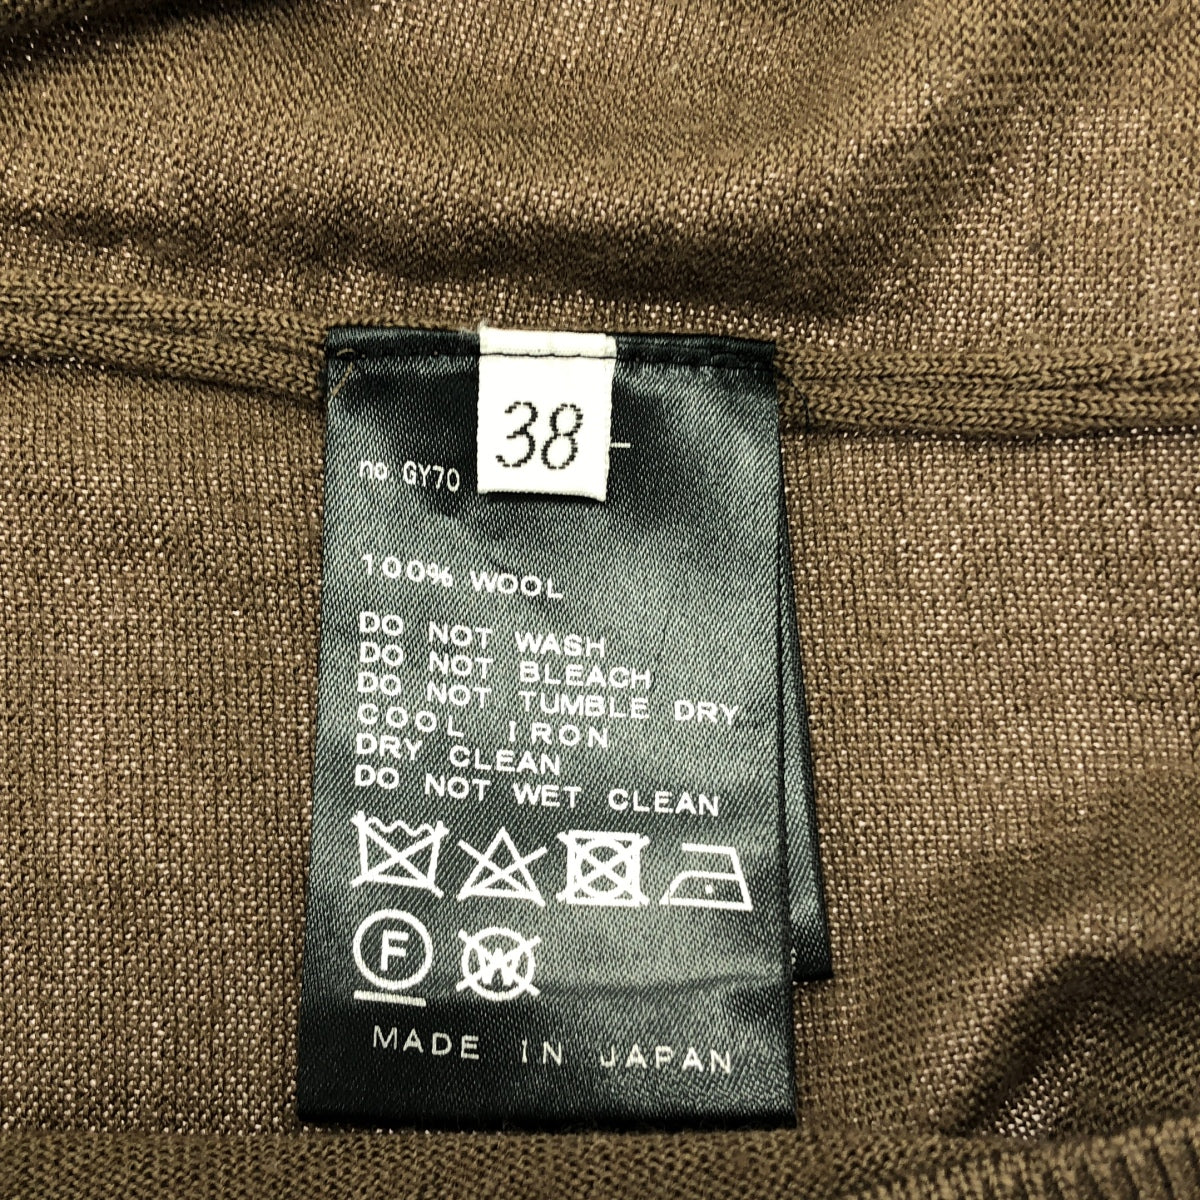 38
no GY70
100% WOOL
DO NOT WASH
DO NOT BLEACH
DO NOT TUMBLE DRY
COOL IRON
DRY CLEAN
DO NOT WET CLEAN
F W
MADE IN JAPAN